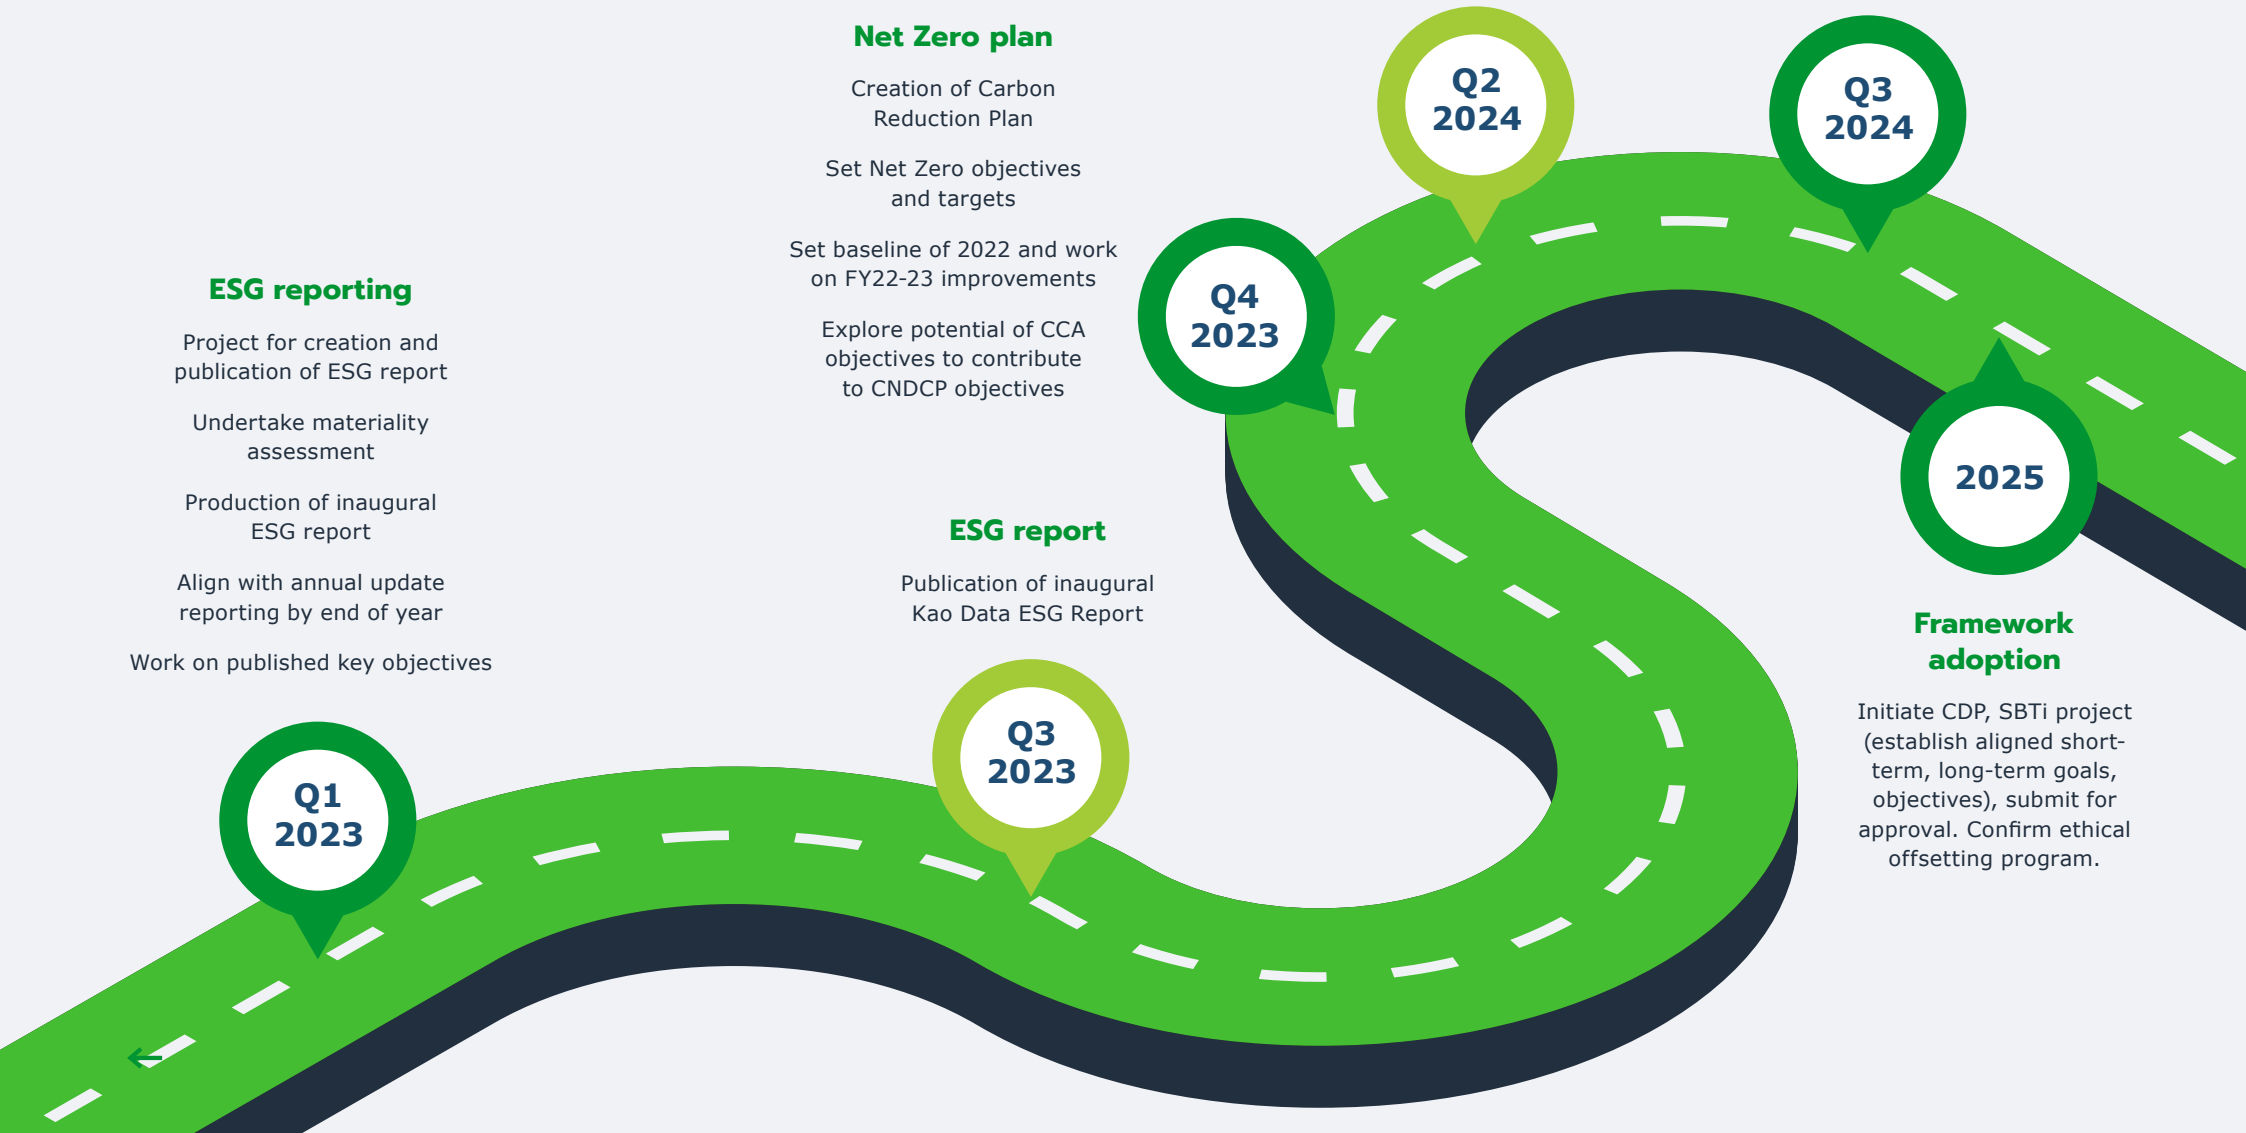 ESG reporting
Project for creation and
publication of ESG report
Undertake materiality
assessment
Production of inaugural
ESG report
Align with annual update
reporting by end of year
Work on published key objectives
Q1
2023
ESG report
Publication of inaugural
Kao Data ESG Report
Q3
2023
Net Zero plan
Creation of Carbon
Reduction Plan
Set Net Zero objectives
and targets
Set baseline of 2022 and work
on FY22-23 improvements
Explore potential of CCA
objectives to contribute
to CNDCP objectives
Q4
2023
Q2
2024
Q3
2024
2025
Framework
adoption
Initiate CDP, SBTi project
(establish aligned short-
term, long-term goals,
objectives), submit for
approval. Confirm ethical
offsetting program.